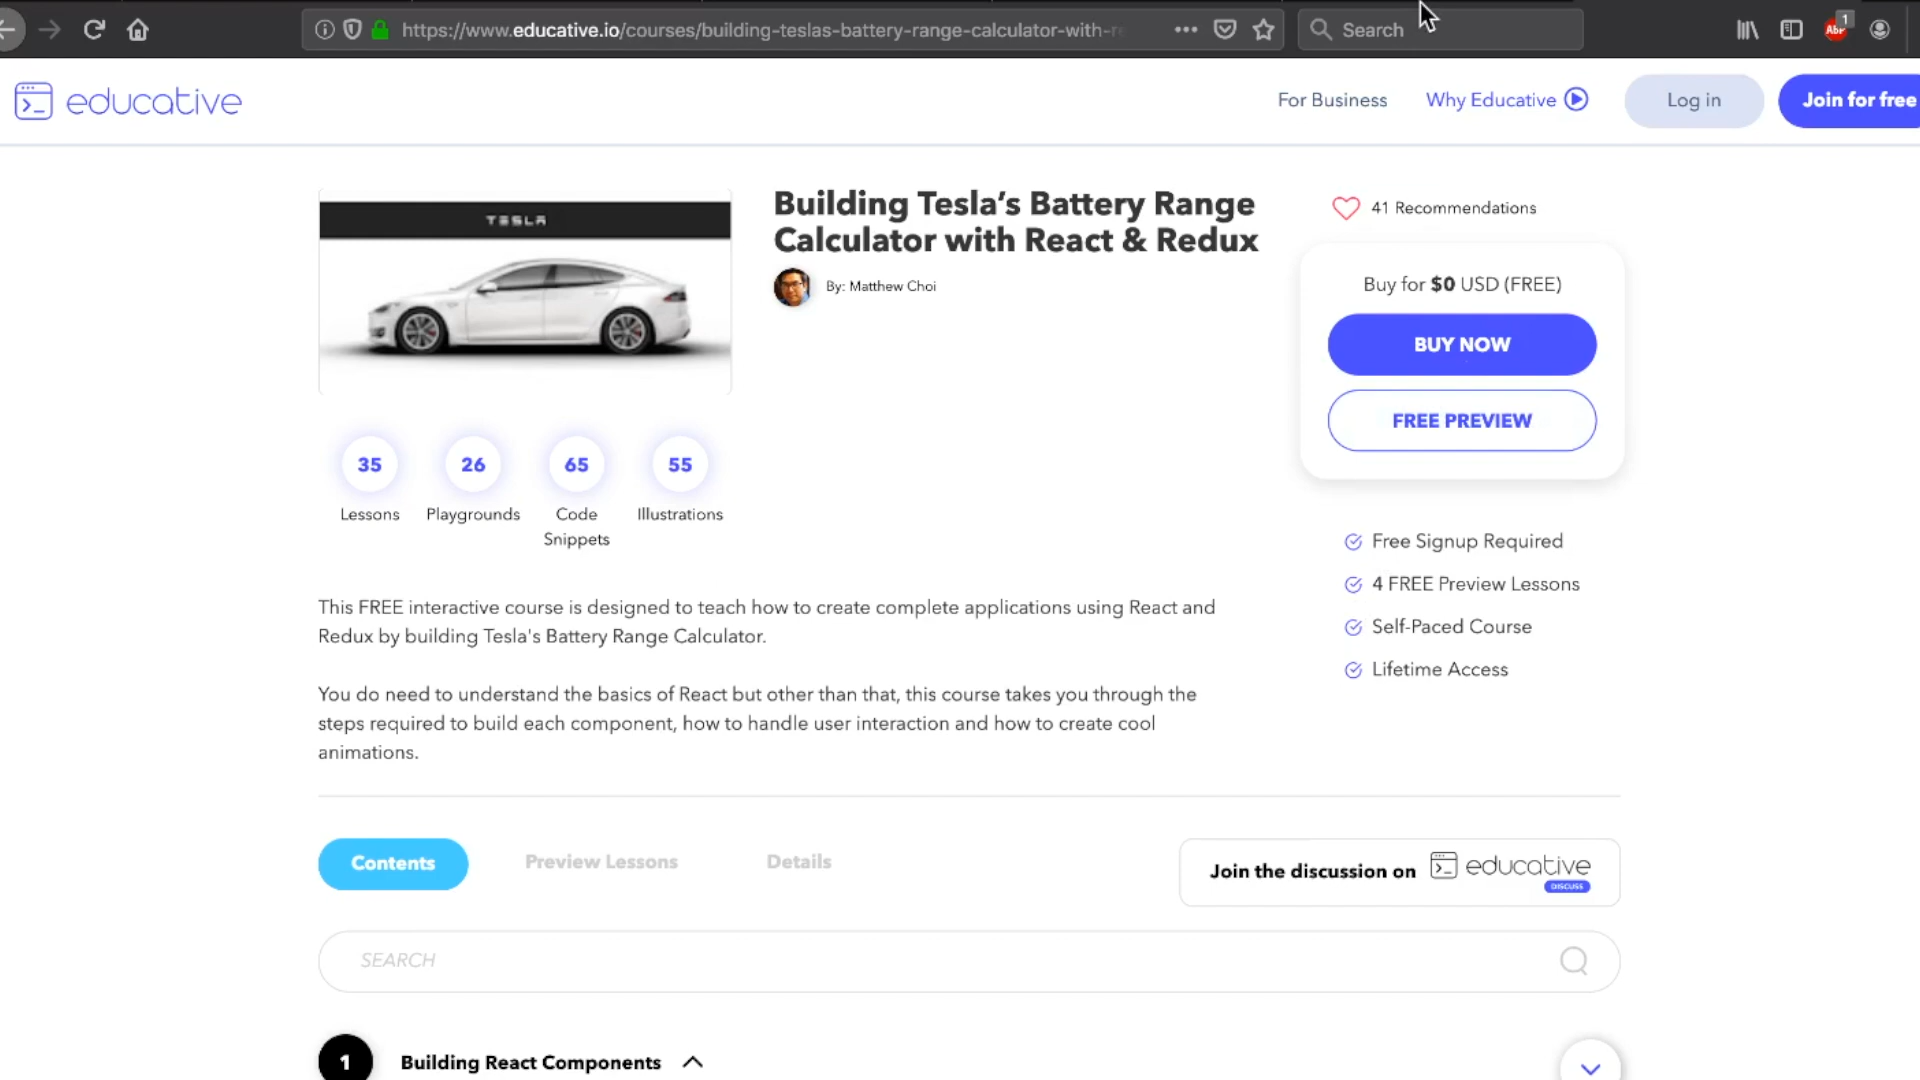 https://www.educative.io/courses/building-teslas-battery-range-calculator-with-r
Search
ABP
1
educative
For Business
Why Educative
Log in
Join for free
TESLA
Building Tesla's Battery Range
Calculator with React & Redux
By: Matthew Choi
41 Recommendations
Buy for $0 USD (FREE)
BUY NOW
FREE PREVIEW
35
26
65
55
Lessons
Playgrounds
Code
Snippets
Illustrations
Free Signup Required
4 FREE Preview Lessons
Self-Paced Course
Lifetime Access
This FREE interactive course is designed to teach how to create complete applications using React and
Redux by building Tesla's Battery Range Calculator.
You do need to understand the basics of React but other than that, this course takes you through the
steps required to build each component, how to handle user interaction and how to create cool
animations.
Contents
Preview Lessons
Details
Join the discussion on
educative
DISCUSS
SEARCH
1
Building React Components